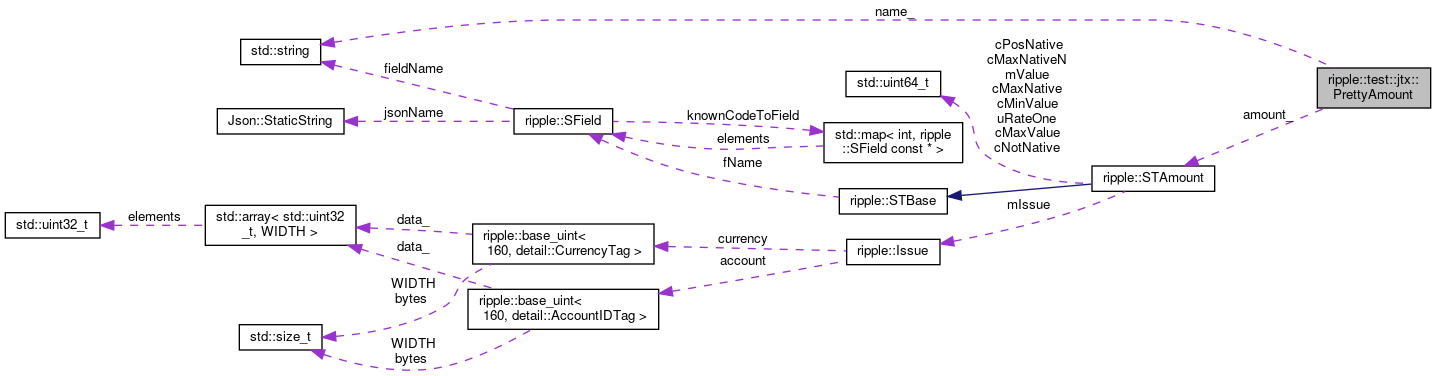 name_
std::string
fieldName
Json::StaticString
jsonName
ripple::SField
knownCodeToField
elements
fName
std::uint64_t
std::map< int, ripple
::SField const * >
cPosNative
cMaxNativeN
mValue
cMaxNative
cMinValue
uRateOne
cMaxValue
cNotNative
ripple::test::jtx::
PrettyAmount
amount_
ripple::STAmount
ripple::STBase
mIssue
std::uint32_t
elements
std::array< std::uint32
_t, WIDTH >
data_
data_
ripple::base_uint<
160, detail::CurrencyTag >
currency
account
ripple::Issue
WIDTH
bytes
ripple::base_uint<
160, detail::AccountIDTag >
std::size_t
WIDTH
bytes